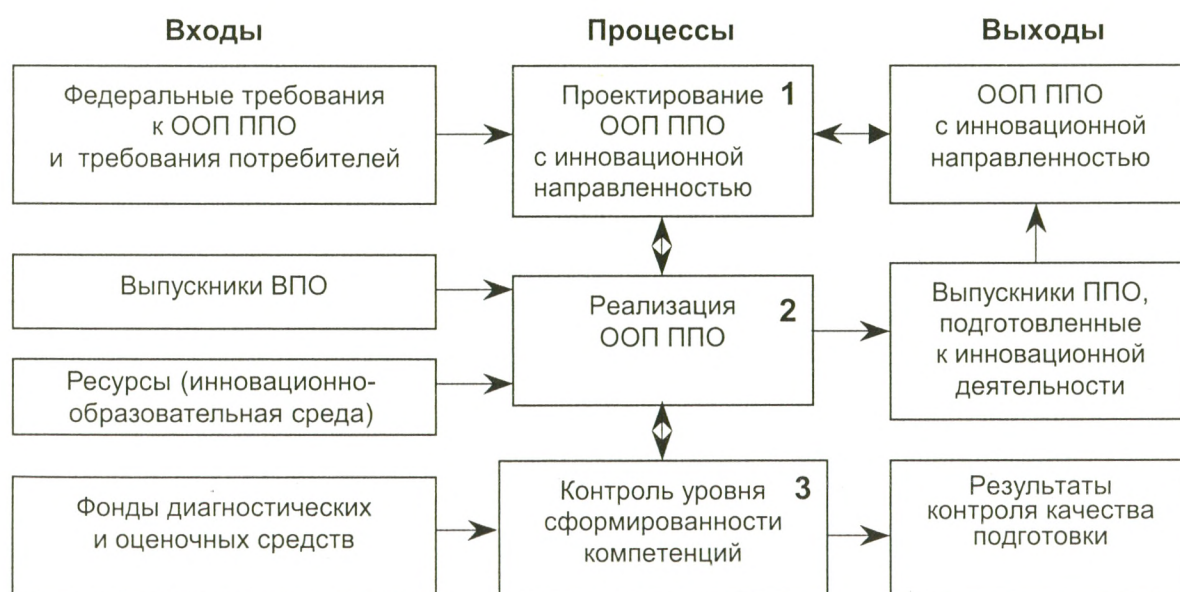 Входы
Процессы
Выходы
Федеральные требования
к ООП ППО
и требования потребителей
Проектирование 1
ООП ППО
с инновационной
направленностью
ООП ППО
с инновационной
направленностью
Выпускники ВПО
Ресурсы (инновационно-
образовательная среда)
Реализация 2
ООП ППО
Выпускники ППО,
подготовленные
к инновационной
деятельности
Фонды диагностических
и оценочных средств
Контроль уровня 3
сформированности
компетенций
Результаты
контроля качества
подготовки